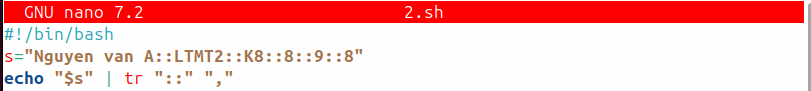 GNU nano 7.2 2.sh
#!/bin/bash
s="Nguyen van A::LTMT2::K8::8::9::8"
echo "$s" | tr "::" ","